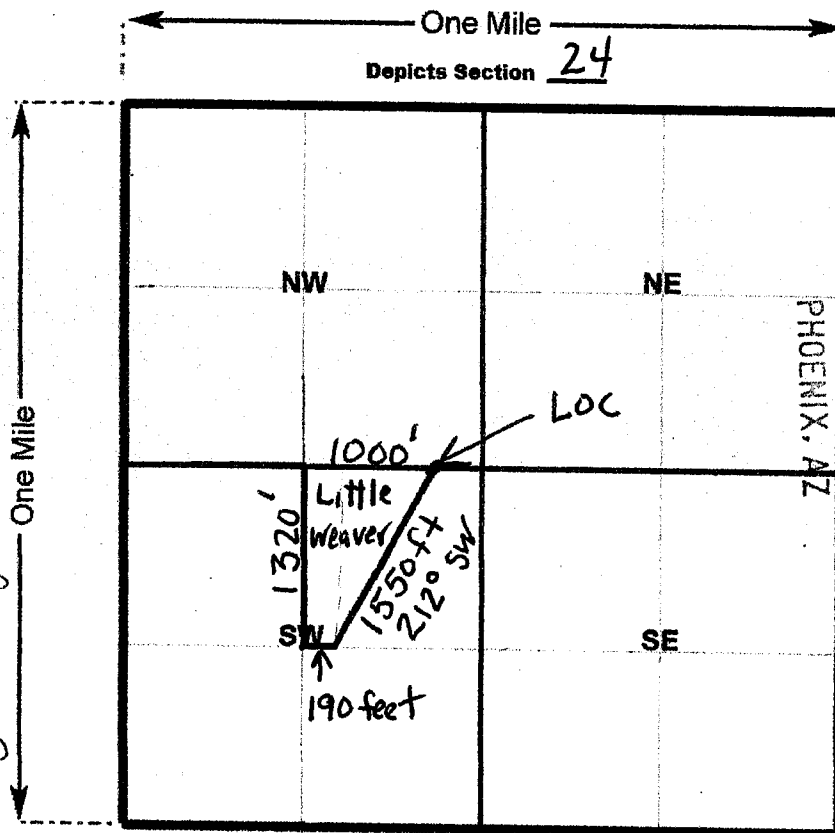 One Mile
Depicts Section 24
NW
NE
PHOENIX, AZ
One Mile
LOC
1000'
Little
Weaver
1320'
1550 ft
212° SW
SW
SE
190 feet